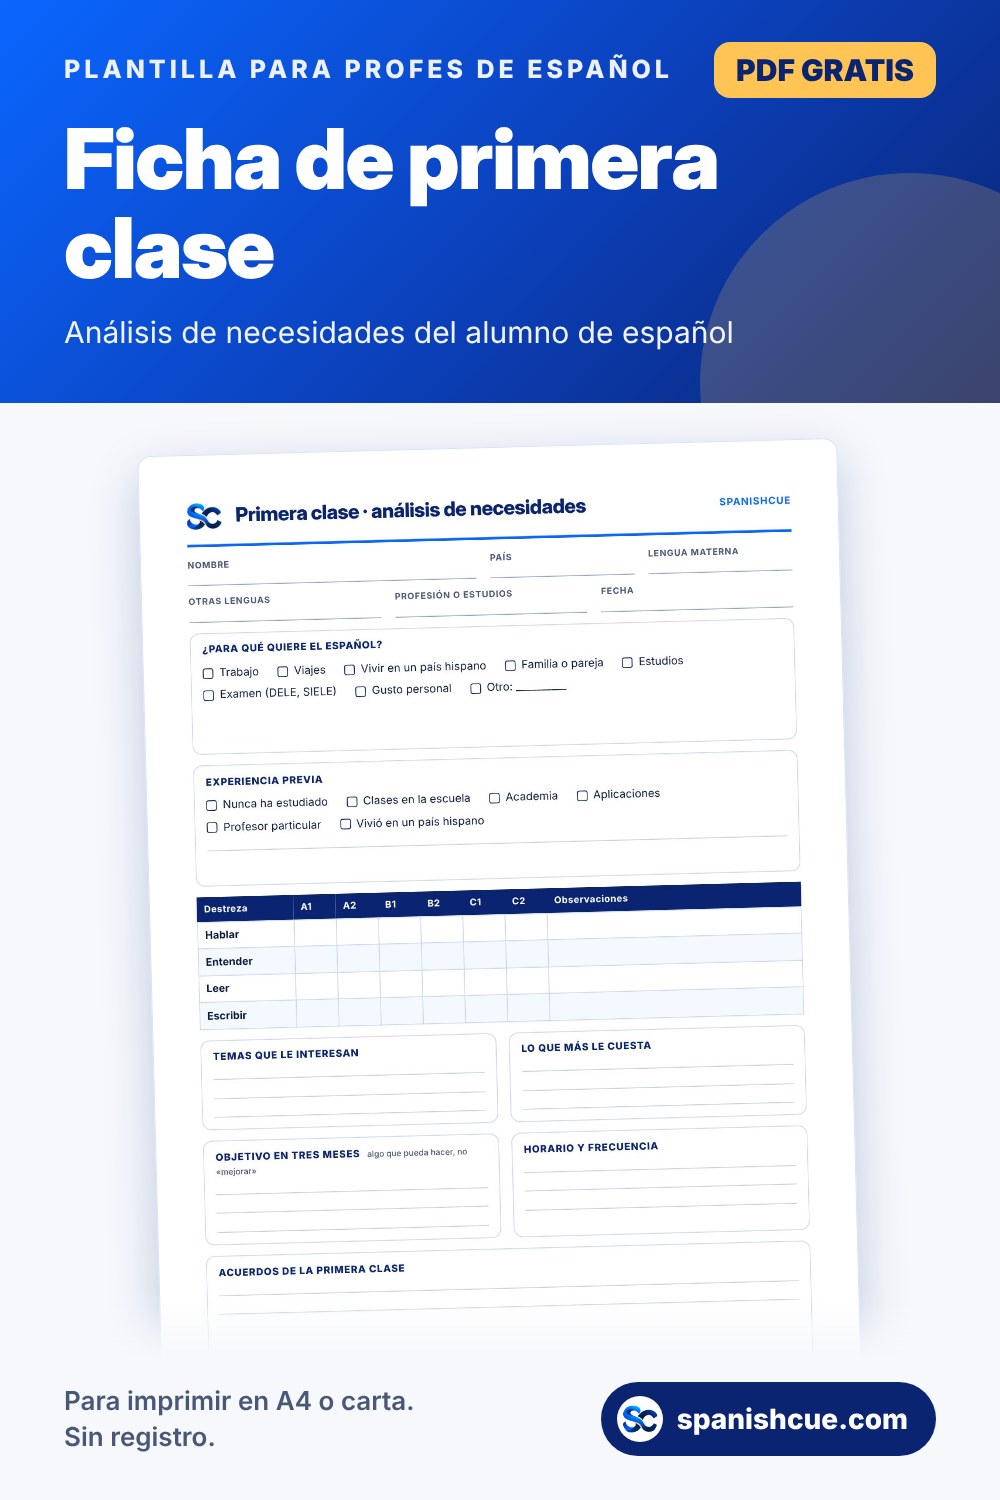 PLANTILLA PARA PROFES DE ESPAÑOL
PDF GRATIS
Ficha de primera
clase
Análisis de necesidades del alumno de español
SC Primera clase · análisis de necesidades
SPANISHCUE
NOMBRE
PAÍS
LENGUA MATERNA
OTRAS LENGUAS
PROFESIÓN O ESTUDIOS
FECHA
¿PARA QUÉ QUIERE EL ESPAÑOL?
Trabajo Viajes Vivir en un país hispano Familia o pareja Estudios
Examen (DELE, SIELE) Gusto personal Otro:
EXPERIENCIA PREVIA
Nunca ha estudiado Clases en la escuela Academia Aplicaciones
Profesor particular Vivió en un país hispano
Destreza A1 A2 B1 B2 C1 C2 Observaciones
Hablar
Entender
Leer
Escribir
TEMAS QUE LE INTERESAN
LO QUE MÁS LE CUESTA
OBJETIVO EN TRES MESES algo que pueda hacer, no
«mejorar»
HORARIO Y FRECUENCIA
ACUERDOS DE LA PRIMERA CLASE
Para imprimir en A4 o carta.
Sin registro.
SC spanishcue.com